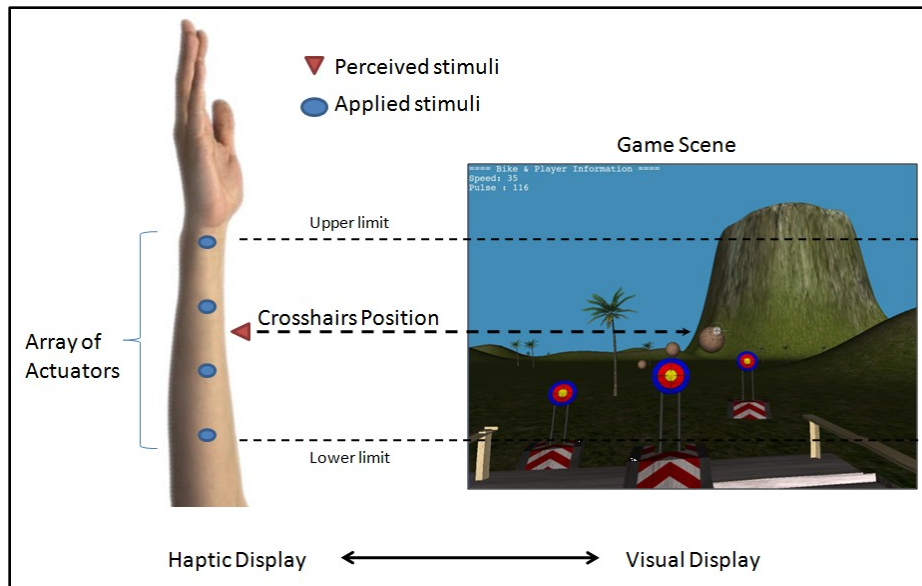 Perceived stimuli
Applied stimuli
Game Scene
==== Bike & Player Information ====
Speed: 35
Pulse : 116
Upper limit
Crosshairs Position
Array of
Actuators
Lower limit
Haptic Display
Visual Display